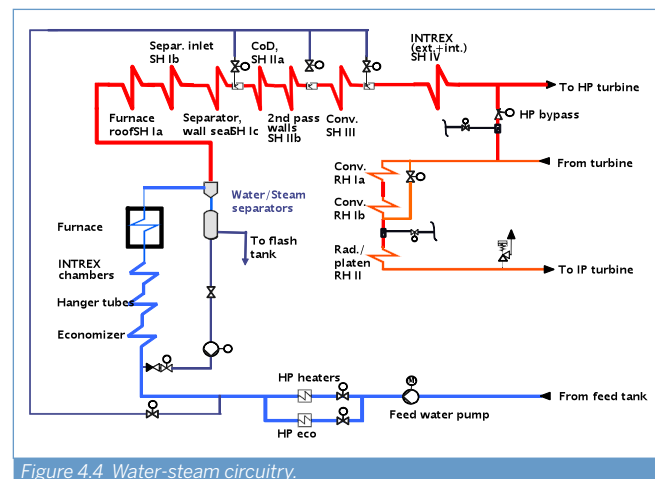 INTREX
(ext.+int.)
SH IV
Separ. inlet
SH Ib
CoD,
SH IIa
To HP turbine
Furnace
roofSH Ia
Separator,
wall sealSH Ic
2nd pass
walls
SH IIb
Conv.
SH III
HP bypass
From turbine
Conv.
RH Ia
Conv.
RH Ib
Water/Steam
separators
Furnace
To flash
tank
Rad./
platen
RH II
To IP turbine
INTREX
chambers
Hanger tubes
Economizer
HP heaters
M
From feed tank
Feed water pump
HP eco
Figure 4.4 Water-steam circuitry.